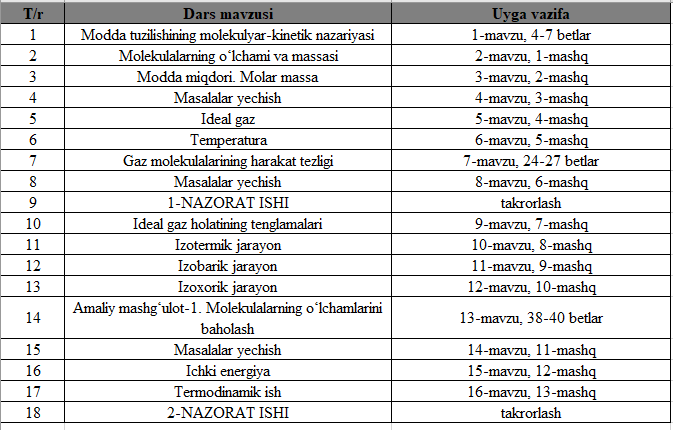 T/r Dars mavzusi Uyga vazifa
1 Modda tuzilishining molekulyar-kinetik nazariyasi 1-mavzu, 4-7 betlar
2 Molekulalarning o‘lchami va massasi 2-mavzu, 1-mashq
3 Modda miqdori. Molar massa 3-mavzu, 2-mashq
4 Masalalar yechish 4-mavzu, 3-mashq
5 Ideal gaz 5-mavzu, 4-mashq
6 Temperatura 6-mavzu, 5-mashq
7 Gaz molekulalarining harakat tezligi 7-mavzu, 24-27 betlar
8 Masalalar yechish 8-mavzu, 6-mashq
9 1-NAZORAT ISHI takrorlash
10 Ideal gaz holatining tenglamalari 9-mavzu, 7-mashq
11 Izotermik jarayon 10-mavzu, 8-mashq
12 Izobarik jarayon 11-mavzu, 9-mashq
13 Izoxorik jarayon 12-mavzu, 10-mashq
14 Amaliy mashg‘ulot-1. Molekulalarning o‘lchamlarini
baholash 13-mavzu, 38-40 betlar
15 Masalalar yechish 14-mavzu, 11-mashq
16 Ichki energiya 15-mavzu, 12-mashq
17 Termodinamik ish 16-mavzu, 13-mashq
18 2-NAZORAT ISHI takrorlash